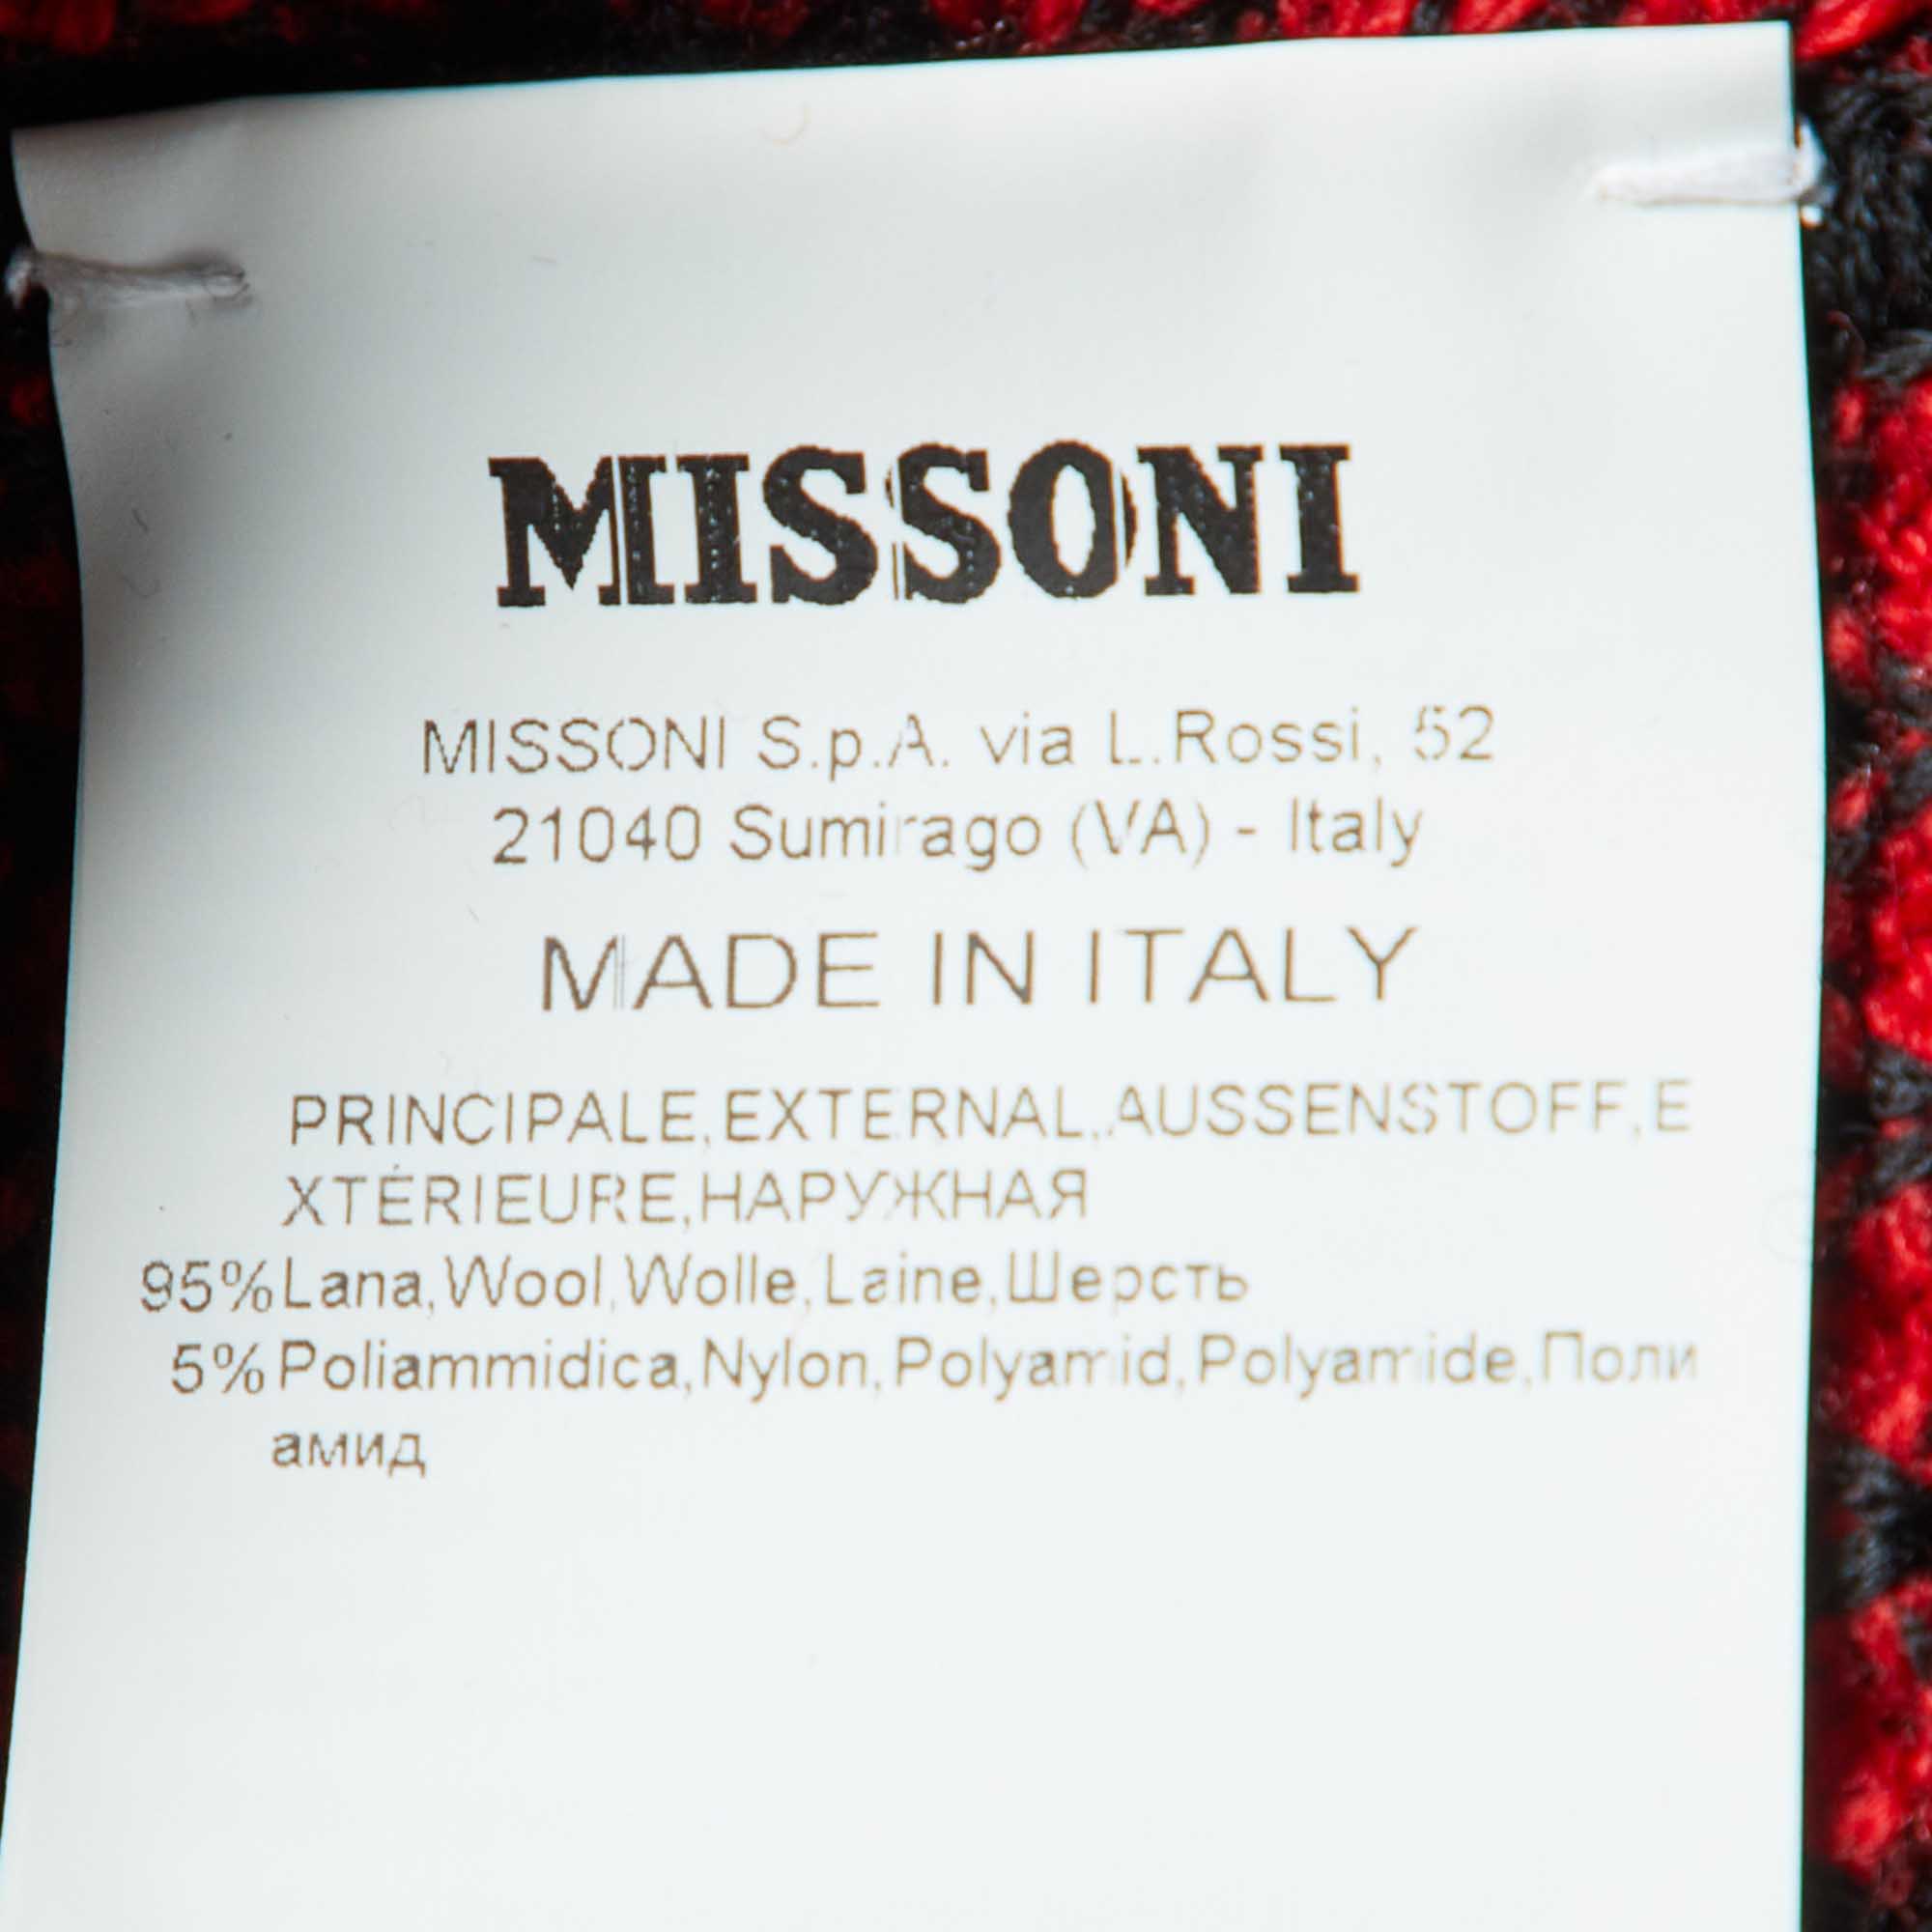 MISSONI
MISSONI S.p.A. via L.Rossi, 52
21040 Sumirago (VA) - Italy
MADE IN ITALY
PRINCIPALE,EXTERNAL,AUSSENSTOFF,E
XTÉRIEURE,НАРУЖНАЯ
95% Lana,Wool,Wolle,Laine,Шерсть
5% Poliammidica,Nylon,Polyamid,Polyamide,Поли
амид